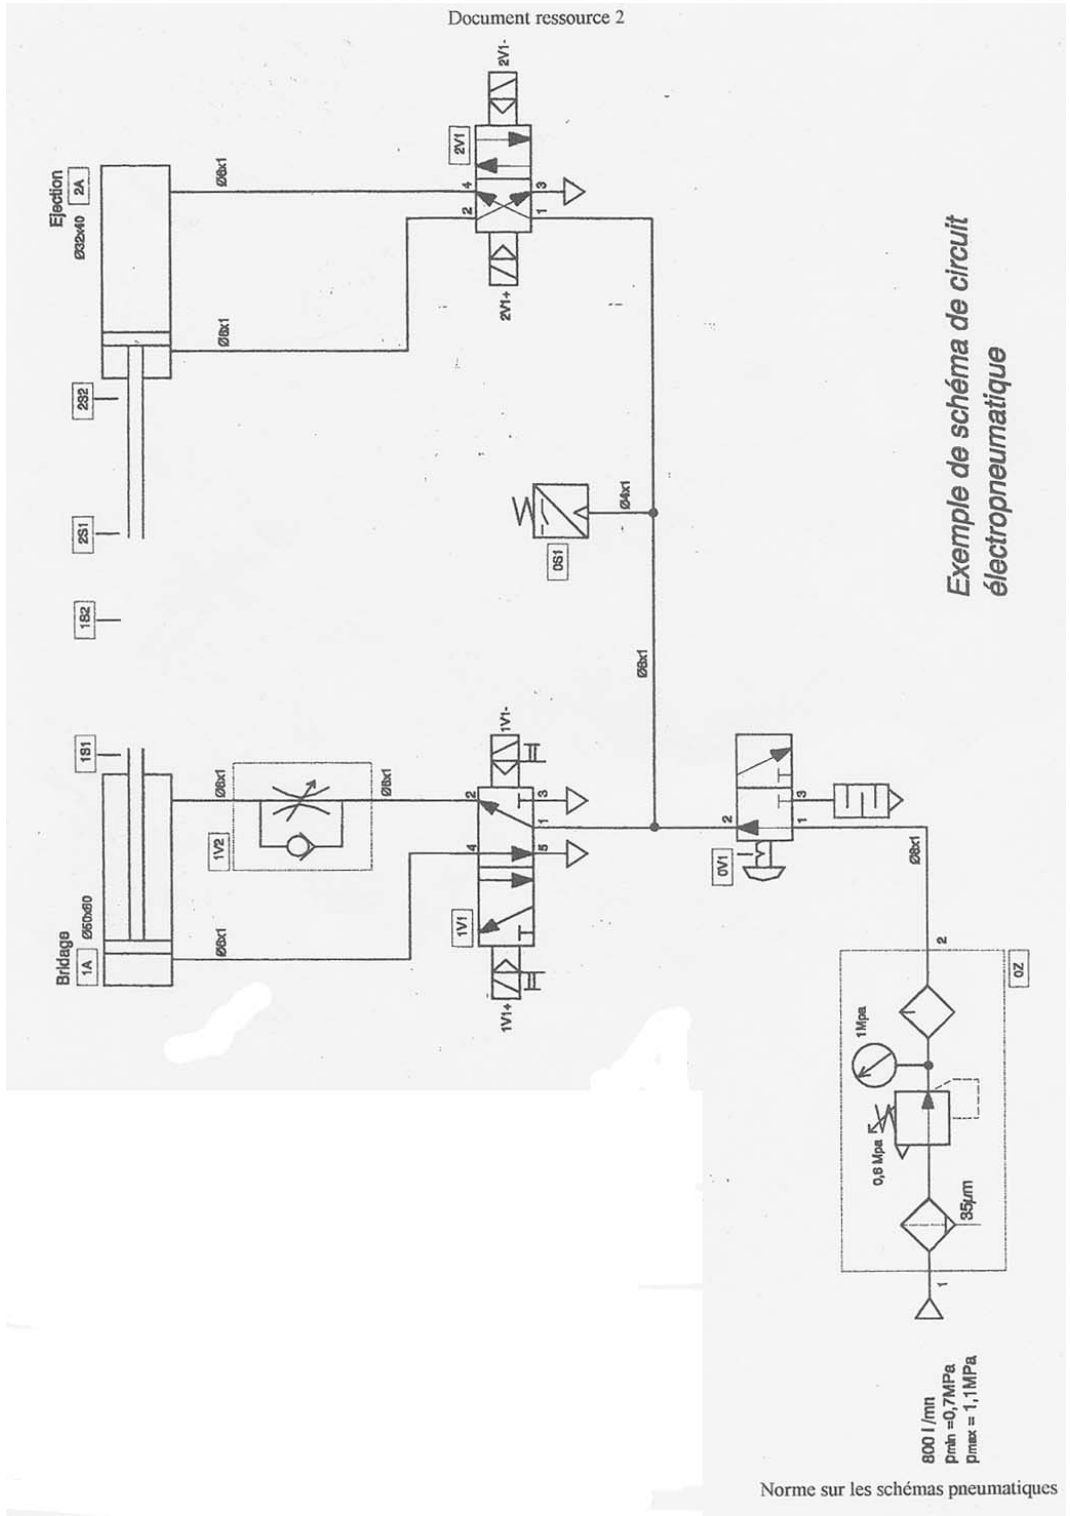 Document ressource 2
Ejection
2A
Ø32x40
Ø6x1
Ø6x1
2S2
2S1
1S2
1S1
2V1-
2V1
4
2
3
1
2V1+
0S1
Ø4x1
Ø6x1
Bridage
1A
Ø50x80
Ø6x1
Ø6x1
Ø6x1
1V2
1V1-
1V1
2
4
3
1
5
1V1+
0V1
2
3
1
Ø8x1
2
0Z
1Mpa
0,6 Mpa
35µm
1
800 l /mn
pmin =0,7MPa
pmax = 1,1MPa
Exemple de schéma de circuit
électropneumatique
Norme sur les schémas pneumatiques